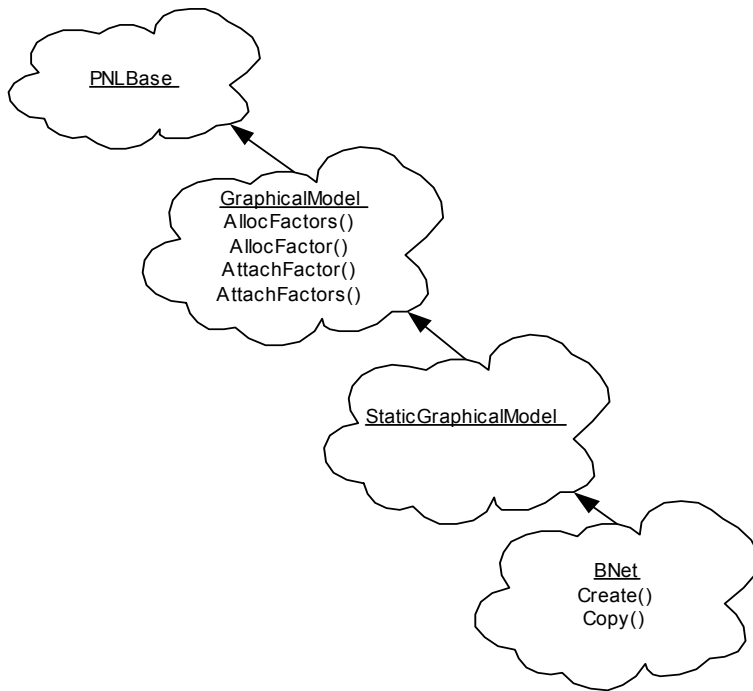 PNLBase
GraphicalModel
AllocFactors()
AllocFactor()
AttachFactor()
AttachFactors()
StaticGraphicalModel
BNet
Create()
Copy()